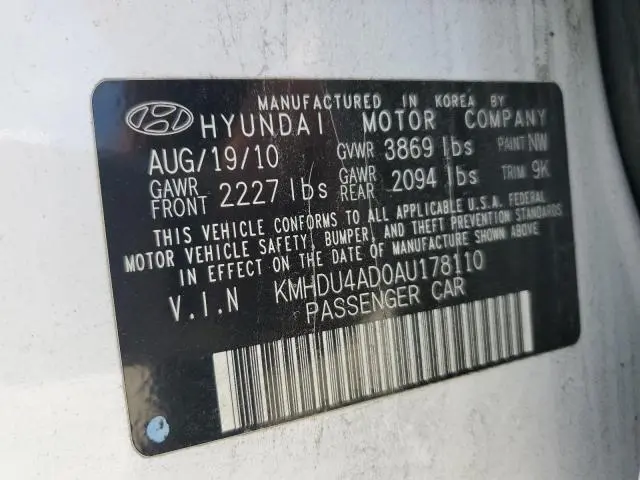 MANUFACTURED IN KOREA BY
HYUNDAI MOTOR COMPANY
AUG/19/10 GVWR 3869 lbs PAINT NW
GAWR FRONT 2227 lbs GAWR REAR 2094 lbs TRIM 9K
THIS VEHICLE CONFORMS TO ALL APPLICABLE U.S.A. FEDERAL
MOTOR VEHICLE SAFETY, BUMPER, AND THEFT PREVENTION STANDARDS
IN EFFECT ON THE DATE OF MANUFACTURE SHOWN ABOVE.
V.I.N KMHDU4AD0AU178110
PASSENGER CAR